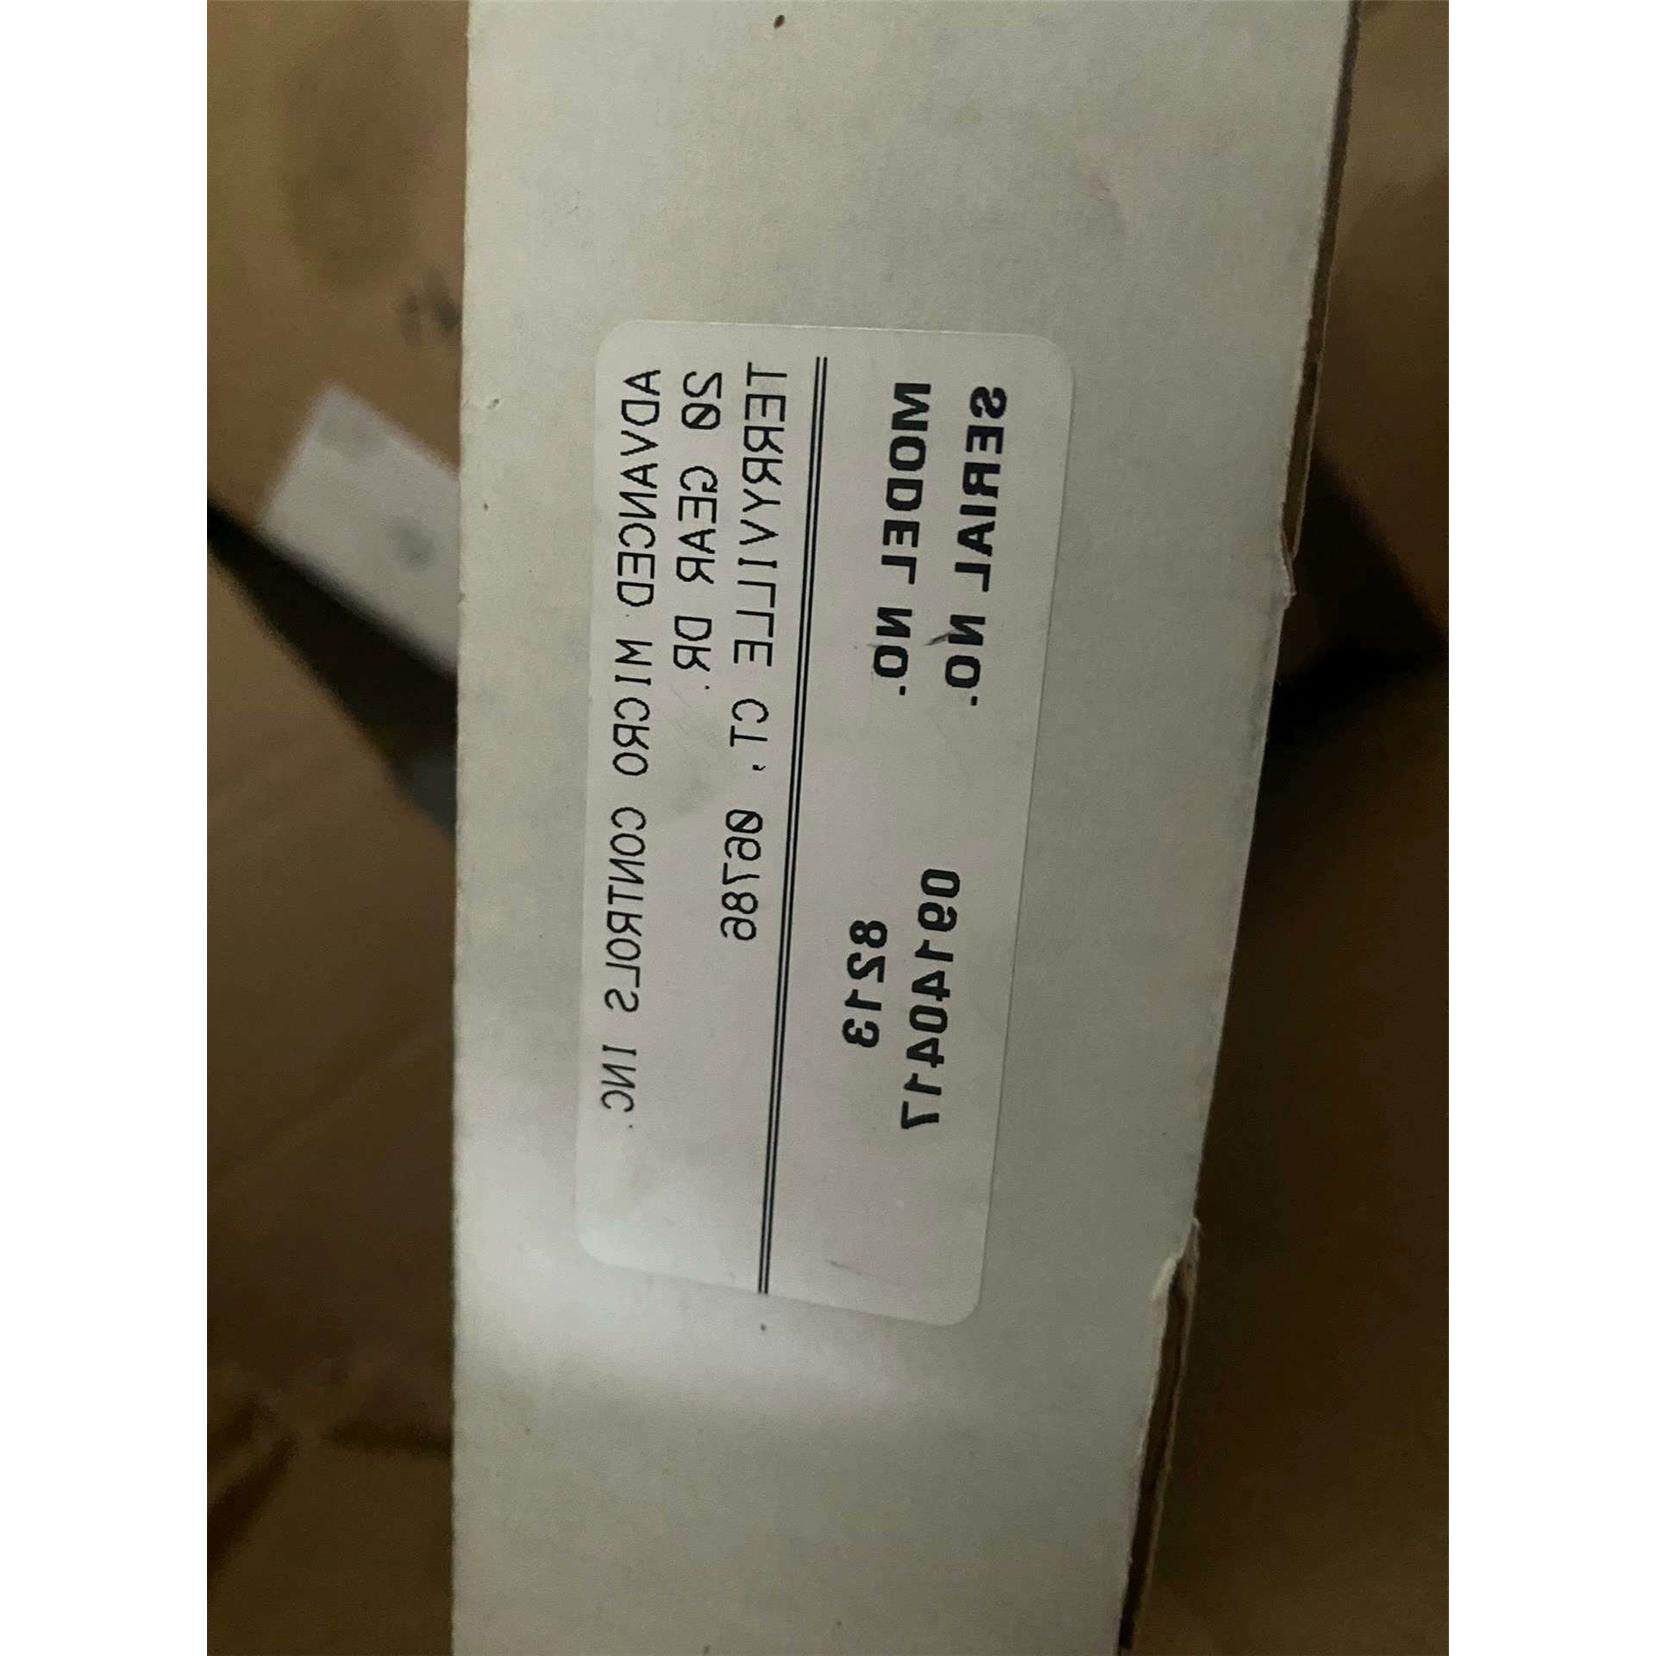 ADVANCED MICRO CONTROLS INC.
20 GEAR DR.
TERRYVILLE CT, 06786
MODEL NO. 8213
SERIAL NO. 09140417